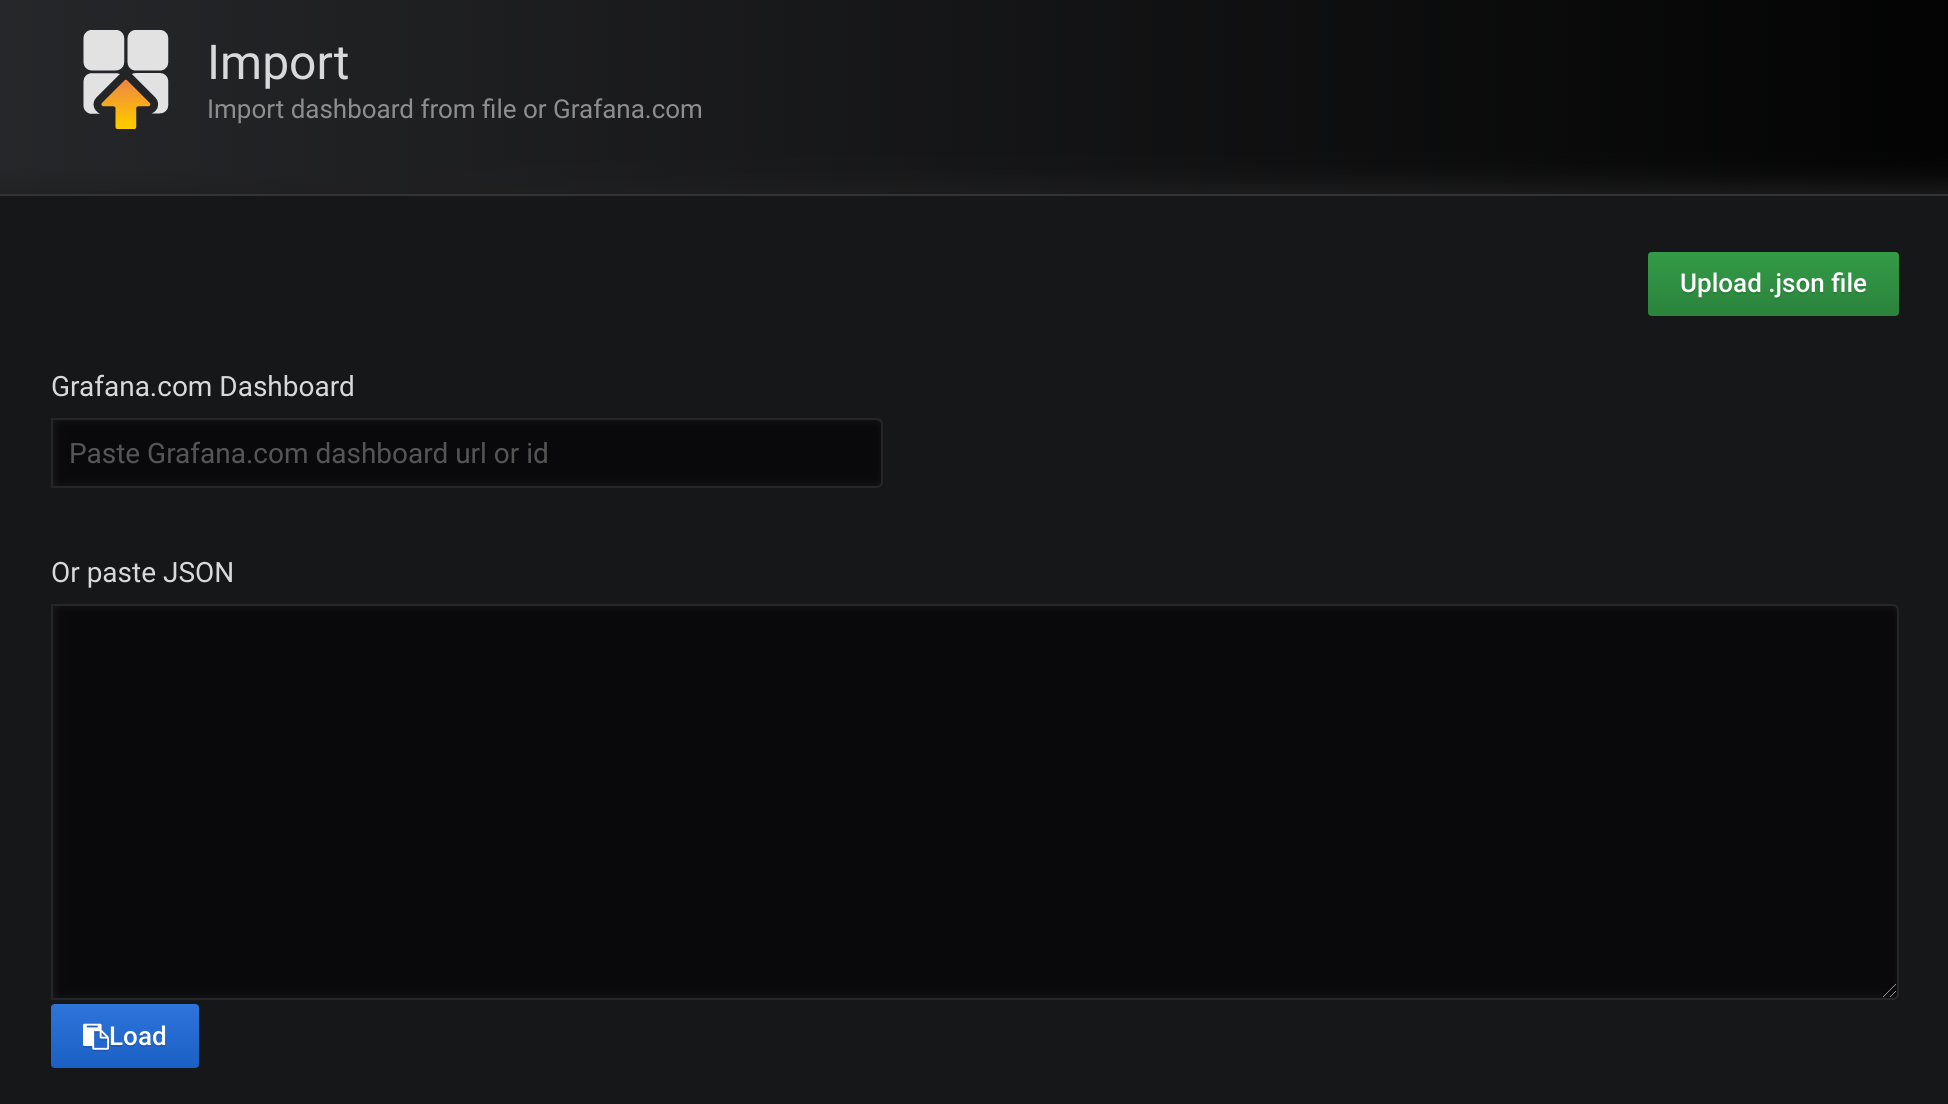 Import
Import dashboard from file or Grafana.com
Upload .json file
Grafana.com Dashboard
Paste Grafana.com dashboard url or id
Or paste JSON
Load